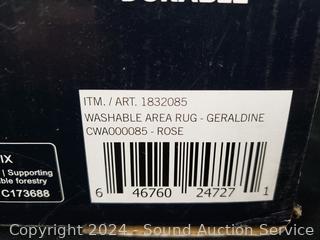 DURABLE
ITM. / ART. 1832085
WASHABLE AREA RUG - GERALDINE
CWA000085 - ROSE
IX
| Supporting
ble forestry
C173688
6 46760 24727 1
Copyright 2024 - Sound Auction Service